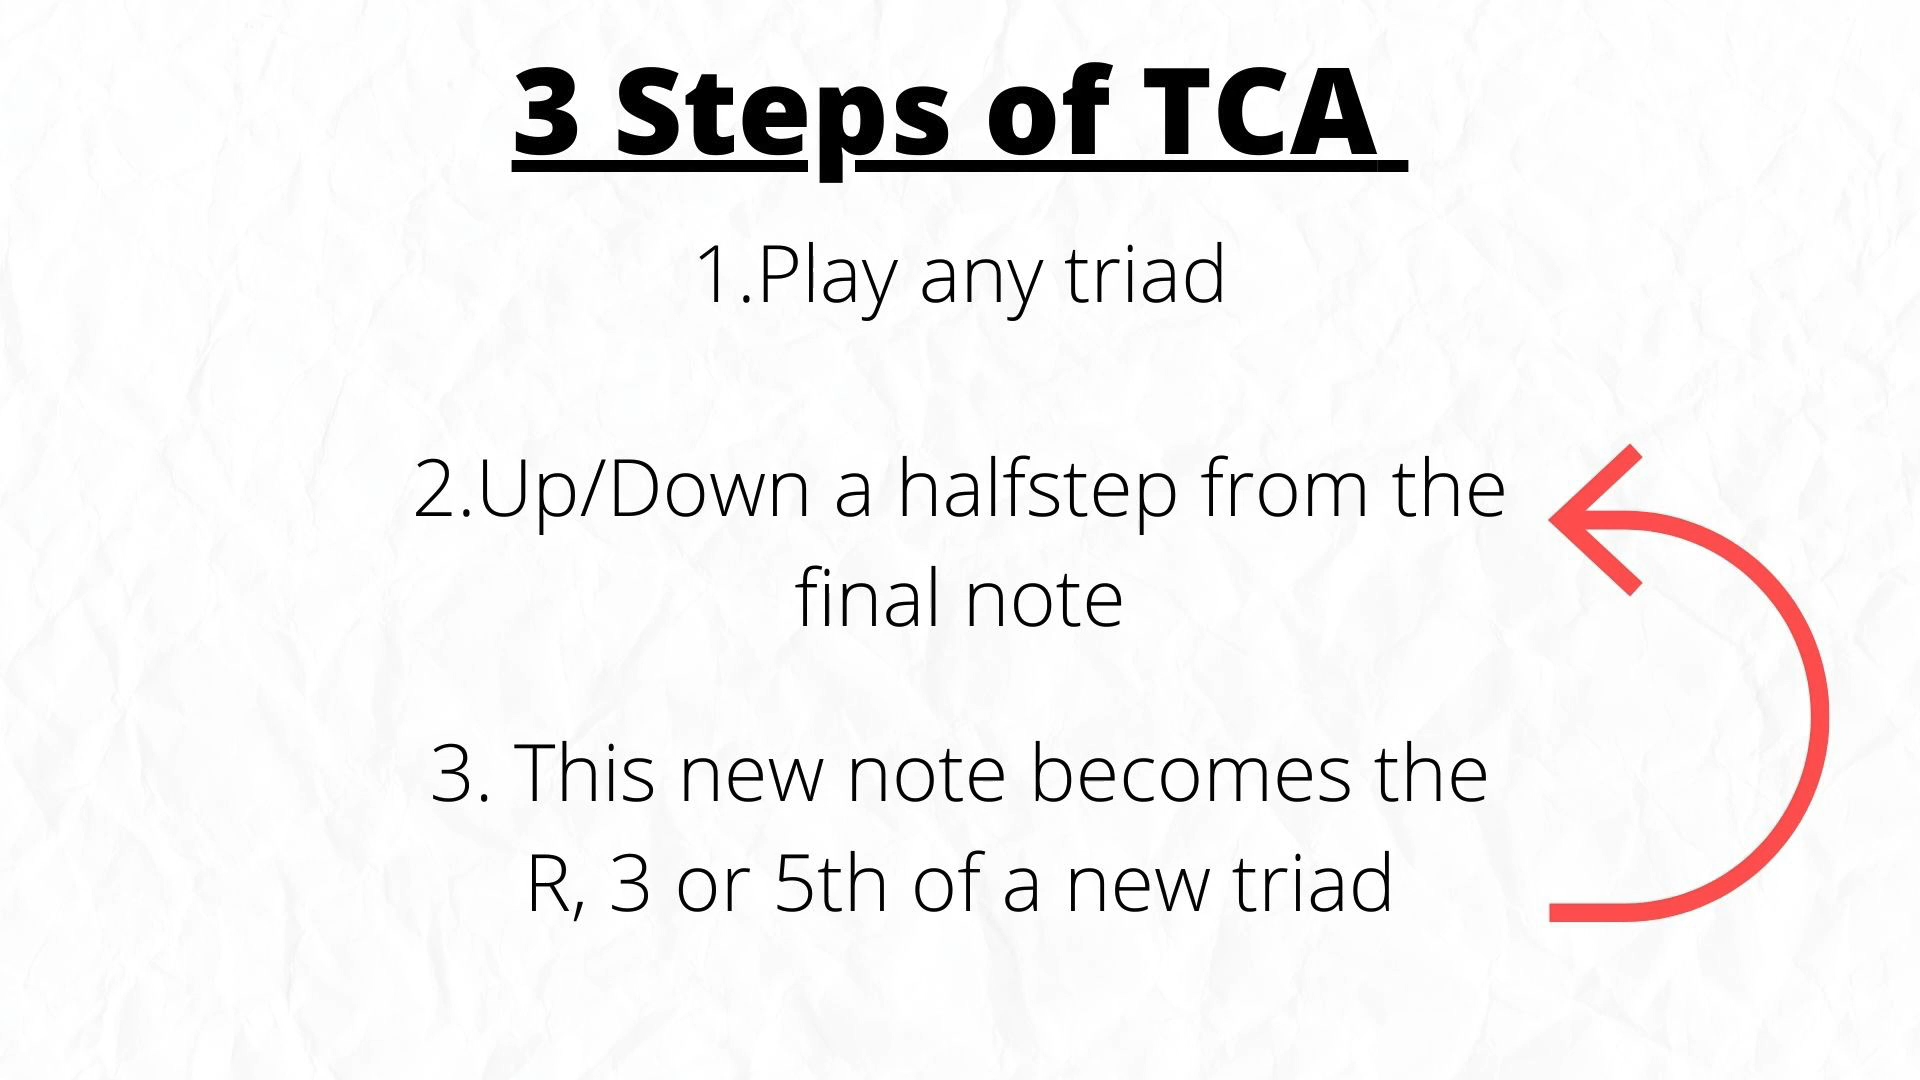 3 Steps of TCA
1.Play any triad
2.Up/Down a halfstep from the
final note
3. This new note becomes the
R, 3 or 5th of a new triad